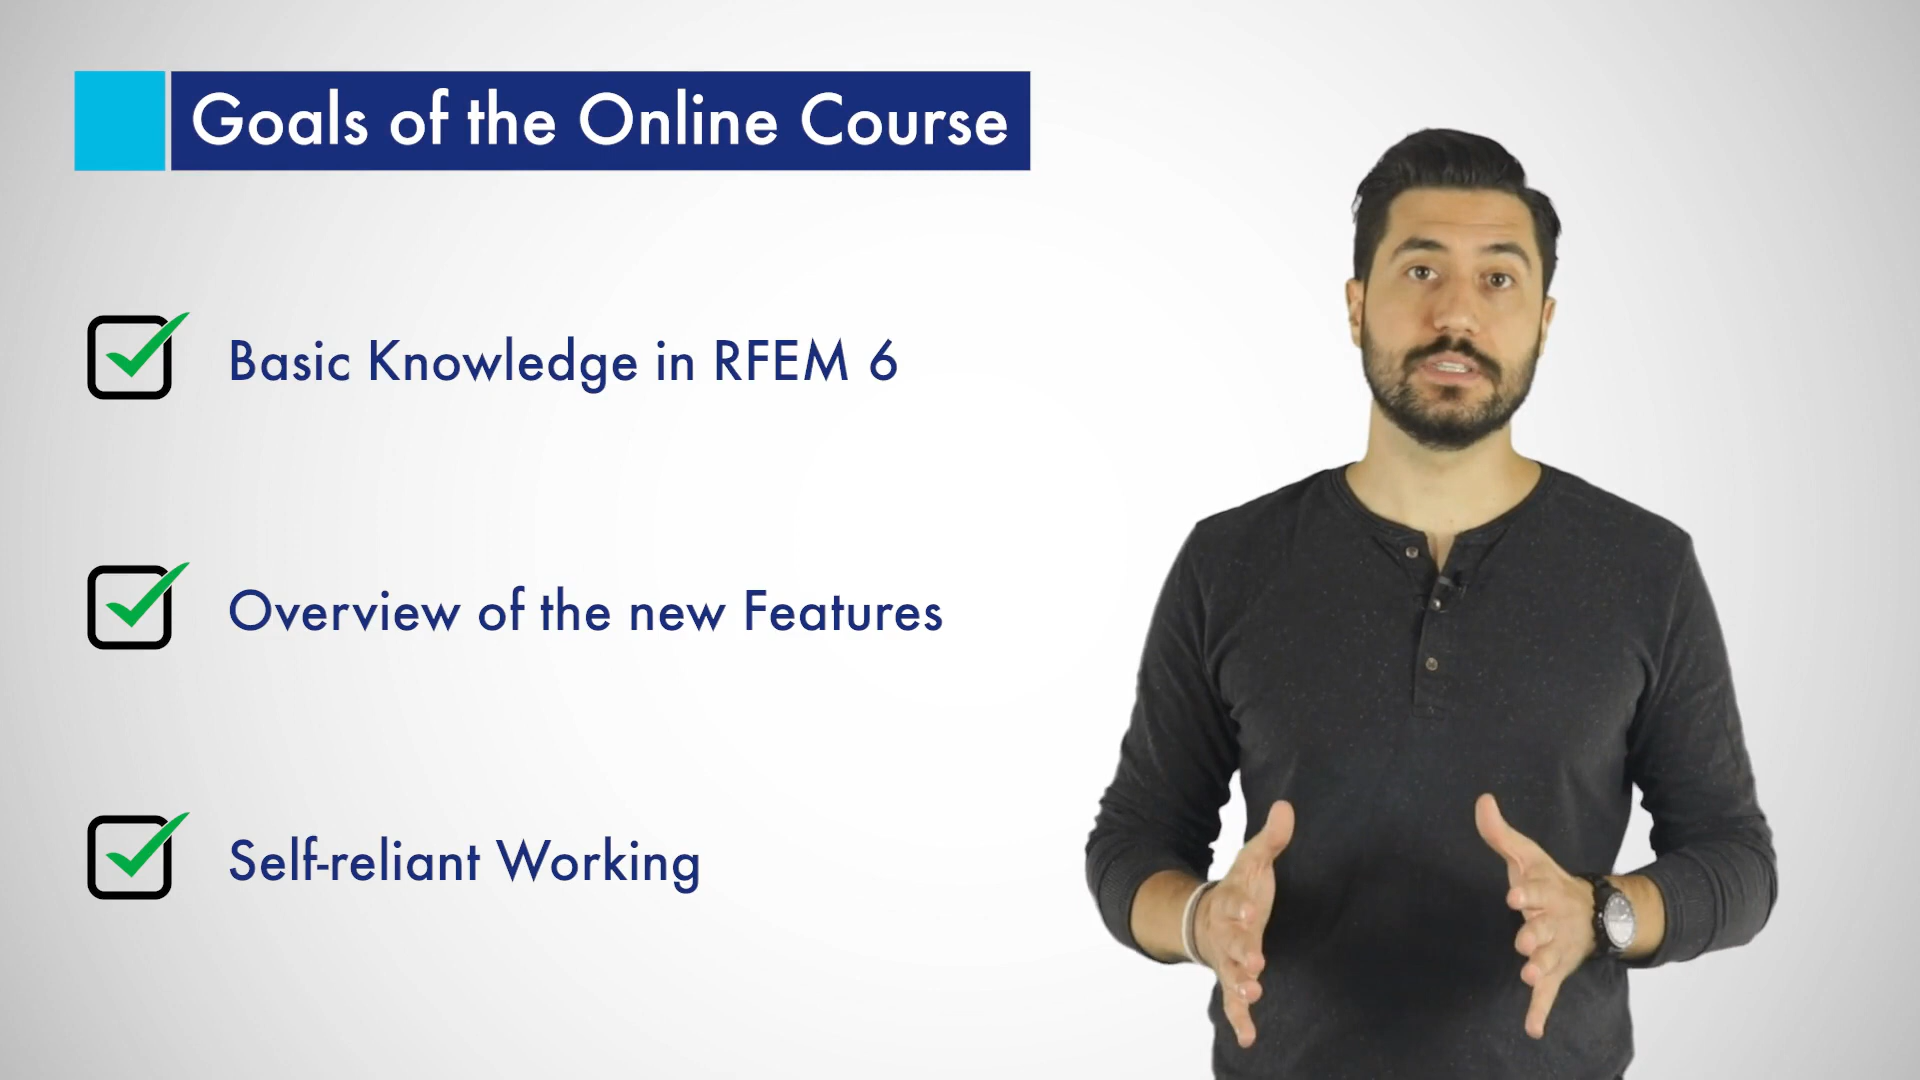 Goals of the Online Course
Basic Knowledge in RFEM 6
Overview of the new Features
Self-reliant Working